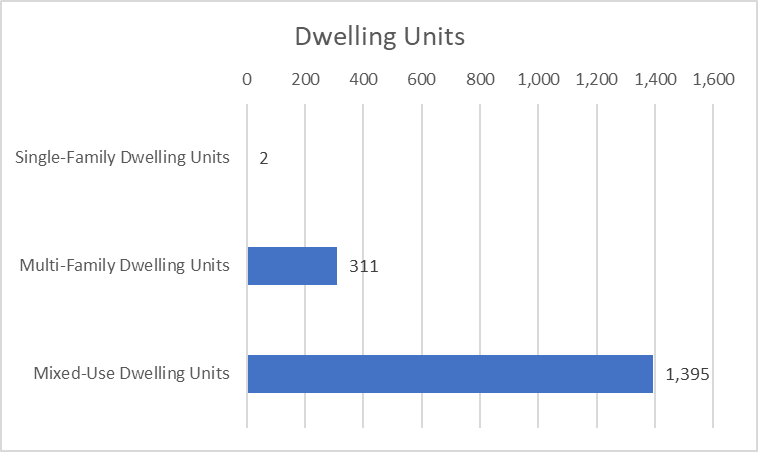 Dwelling Units
0 200 400 600 800 1,000 1,200 1,400 1,600
Single-Family Dwelling Units 2
Multi-Family Dwelling Units 311
Mixed-Use Dwelling Units 1,395